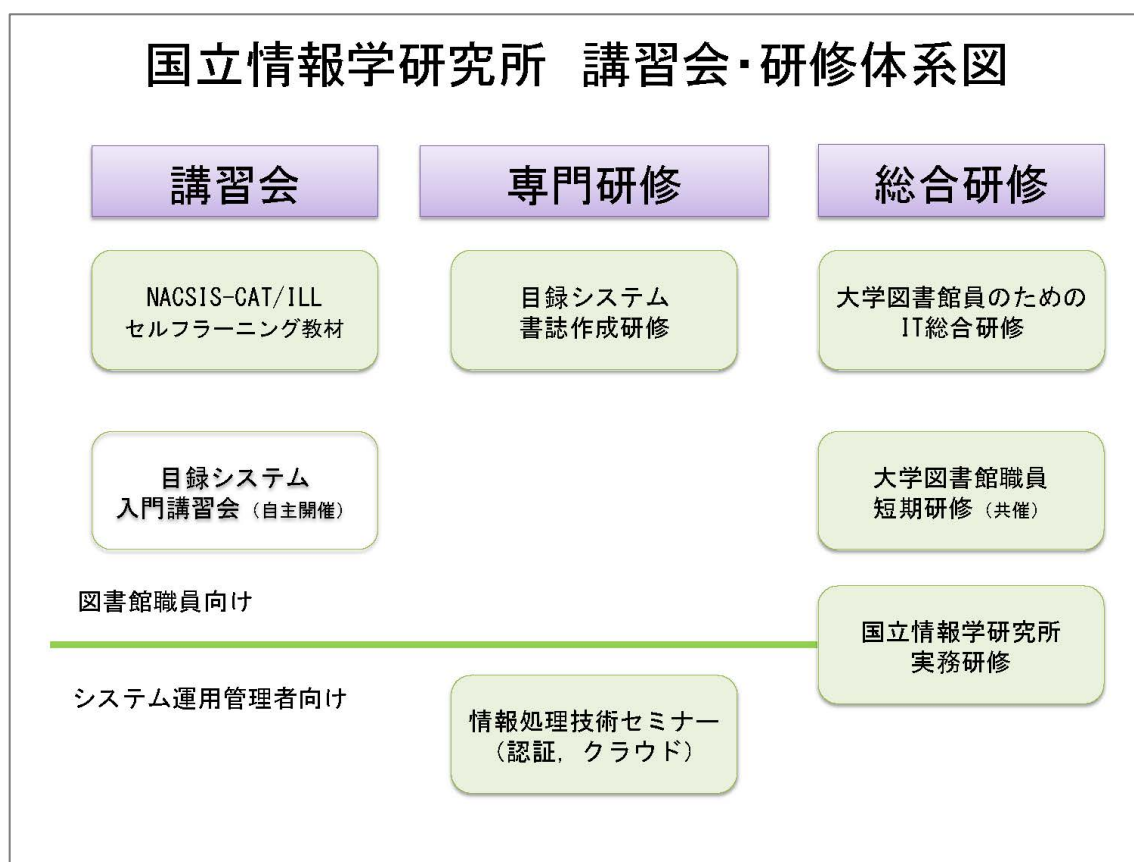 国立情報学研究所 講習会・研修体系図
講習会
専門研修
総合研修
NACSIS-CAT/ILL
セルフラーニング教材
目録システム
書誌作成研修
大学図書館員のための
IT総合研修
目録システム
入門講習会（自主開催）
大学図書館職員
短期研修（共催）
図書館職員向け
国立情報学研究所
実務研修
システム運用管理者向け
情報処理技術セミナー
（認証，クラウド）